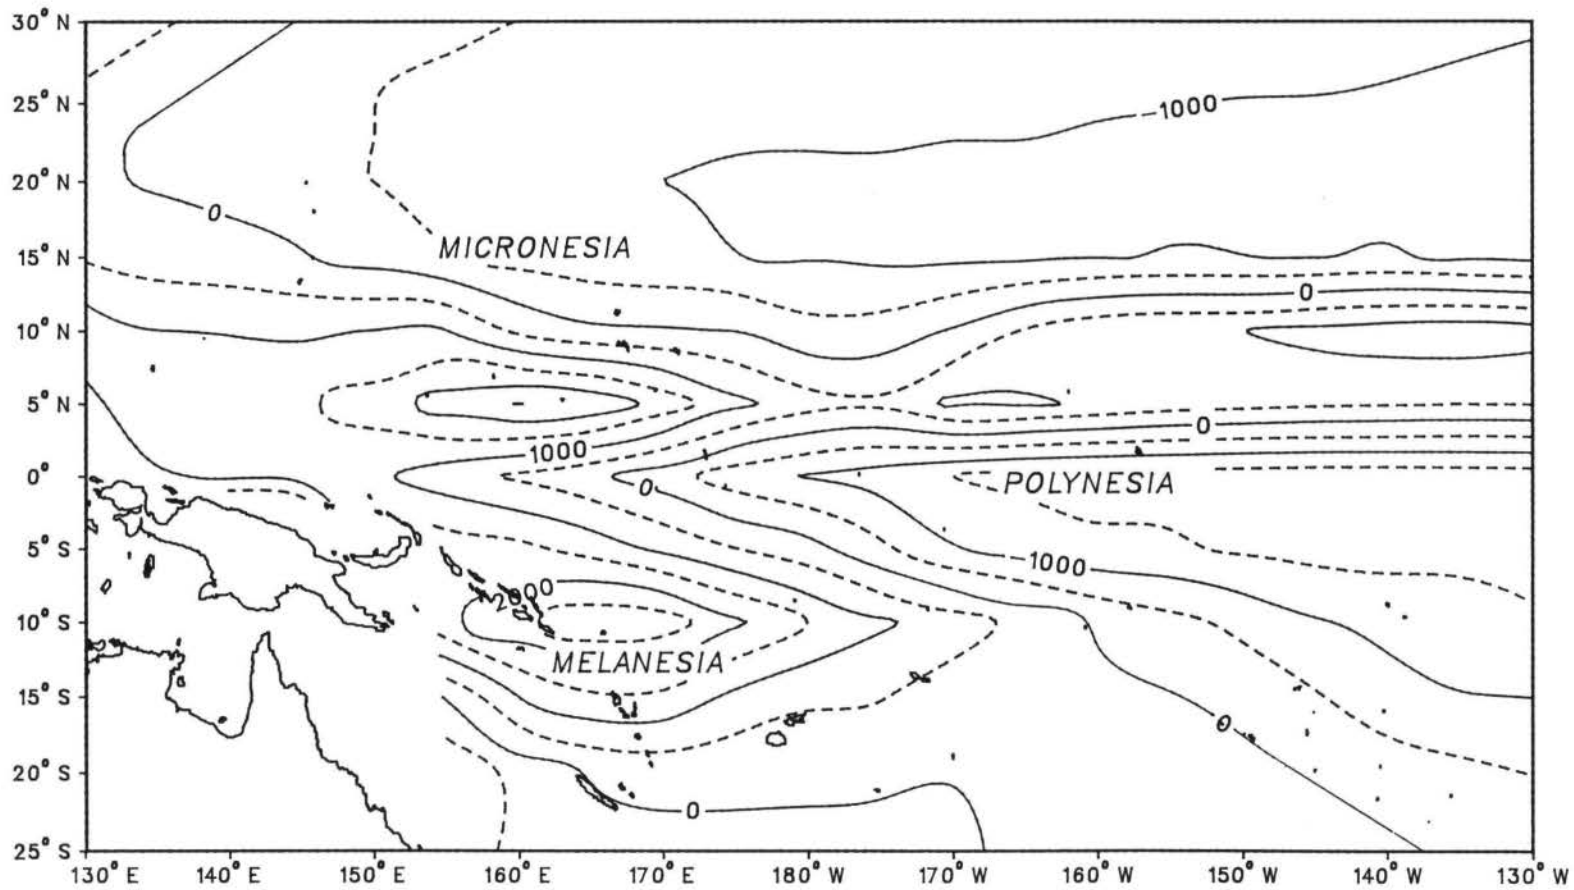 30° N
25° N
1000
20° N
0
MICRONESIA
15° N
0
10° N
5° N
0
1000
0°
0
POLYNESIA
5° S
1000
2000
10° S
MELANESIA
15° S
0
20° S
0
25° S
130° E 140° E 150° E 160° E 170° E 180° W 170° W 160° W 150° W 140° W 130° W